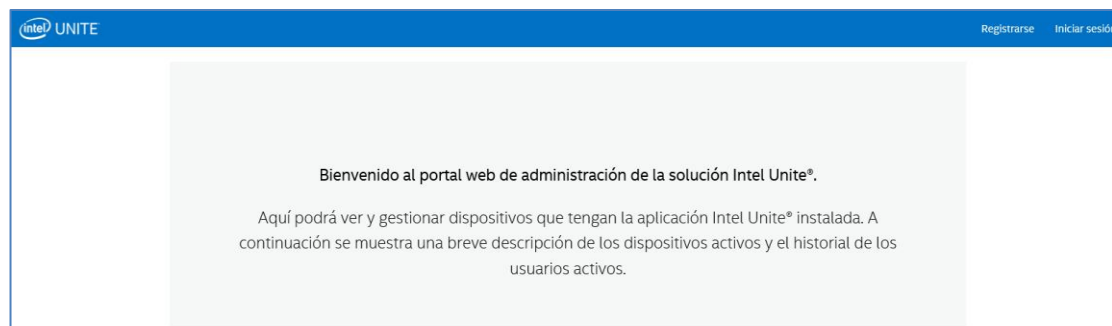 intel UNITE
Registrarse Iniciar sesión
Bienvenido al portal web de administración de la solución Intel Unite®.
Aquí podrá ver y gestionar dispositivos que tengan la aplicación Intel Unite® instalada. A
continuación se muestra una breve descripción de los dispositivos activos y el historial de los
usuarios activos.